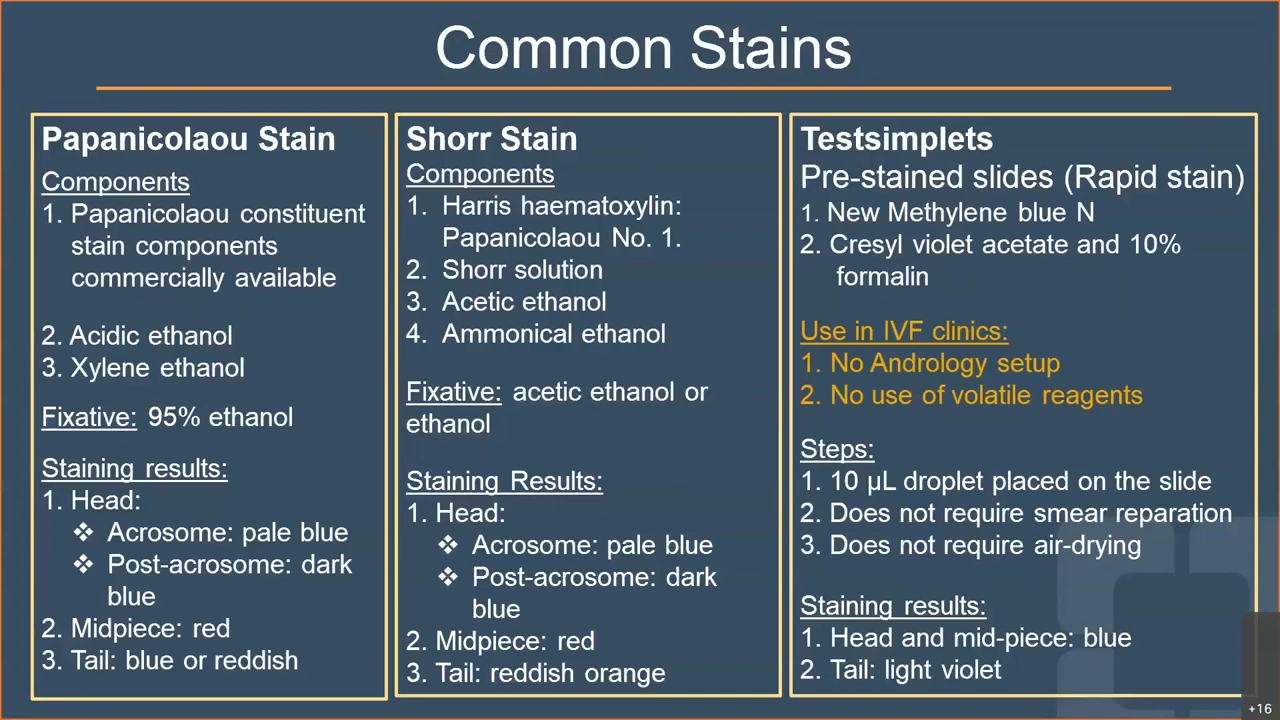 Common Stains
Papanicolaou Stain
Components
1. Papanicolaou constituent
stain components
commercially available
2. Acidic ethanol
3. Xylene ethanol
Fixative: 95% ethanol
Staining results:
1. Head:
❖ Acrosome: pale blue
❖ Post-acrosome: dark
blue
2. Midpiece: red
3. Tail: blue or reddish
Shorr Stain
Components
1. Harris haematoxylin:
Papanicolaou No. 1.
2. Shorr solution
3. Acetic ethanol
4. Ammonical ethanol
Fixative: acetic ethanol or
ethanol
Staining Results:
1. Head:
❖ Acrosome: pale blue
❖ Post-acrosome: dark
blue
2. Midpiece: red
3. Tail: reddish orange
Testsimplets
Pre-stained slides (Rapid stain)
1. New Methylene blue N
2. Cresyl violet acetate and 10%
formalin
Use in IVF clinics:
1. No Andrology setup
2. No use of volatile reagents
Steps:
1. 10 µL droplet placed on the slide
2. Does not require smear reparation
3. Does not require air-drying
Staining results:
1. Head and mid-piece: blue
2. Tail: light violet
+16